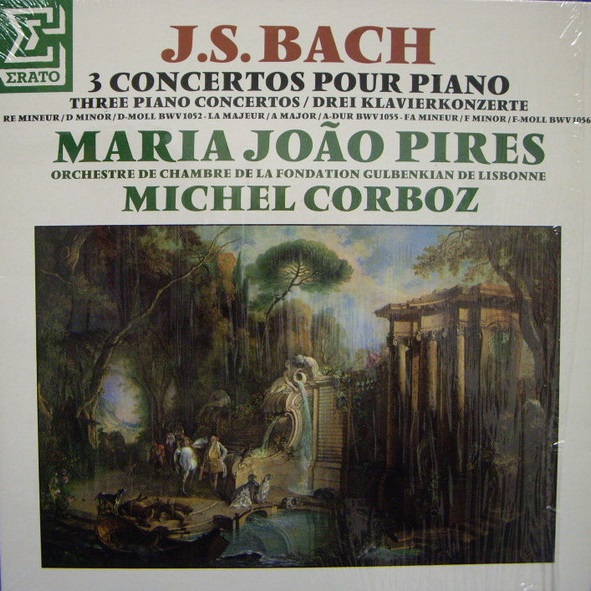 ERATO
J.S. BACH
3 CONCERTOS POUR PIANO
THREE PIANO CONCERTOS / DREI KLAVIERKONZERTE
RE MINEUR / D MINOR / D-MOLL BWV 1052 - LA MAJEUR / A MAJOR / A-DUR BWV 1055 - FA MINEUR / F MINOR / F-MOLL BWV 1056
MARIA JOÃO PIRES
ORCHESTRE DE CHAMBRE DE LA FONDATION GULBENKIAN DE LISBONNE
MICHEL CORBOZ